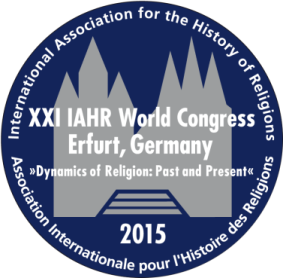 International Association for the History of Religions
XXI IAHR World Congress
Erfurt, Germany
»Dynamics of Religion: Past and Present«
2015
Association Internationale pour l'Histoire des Religions